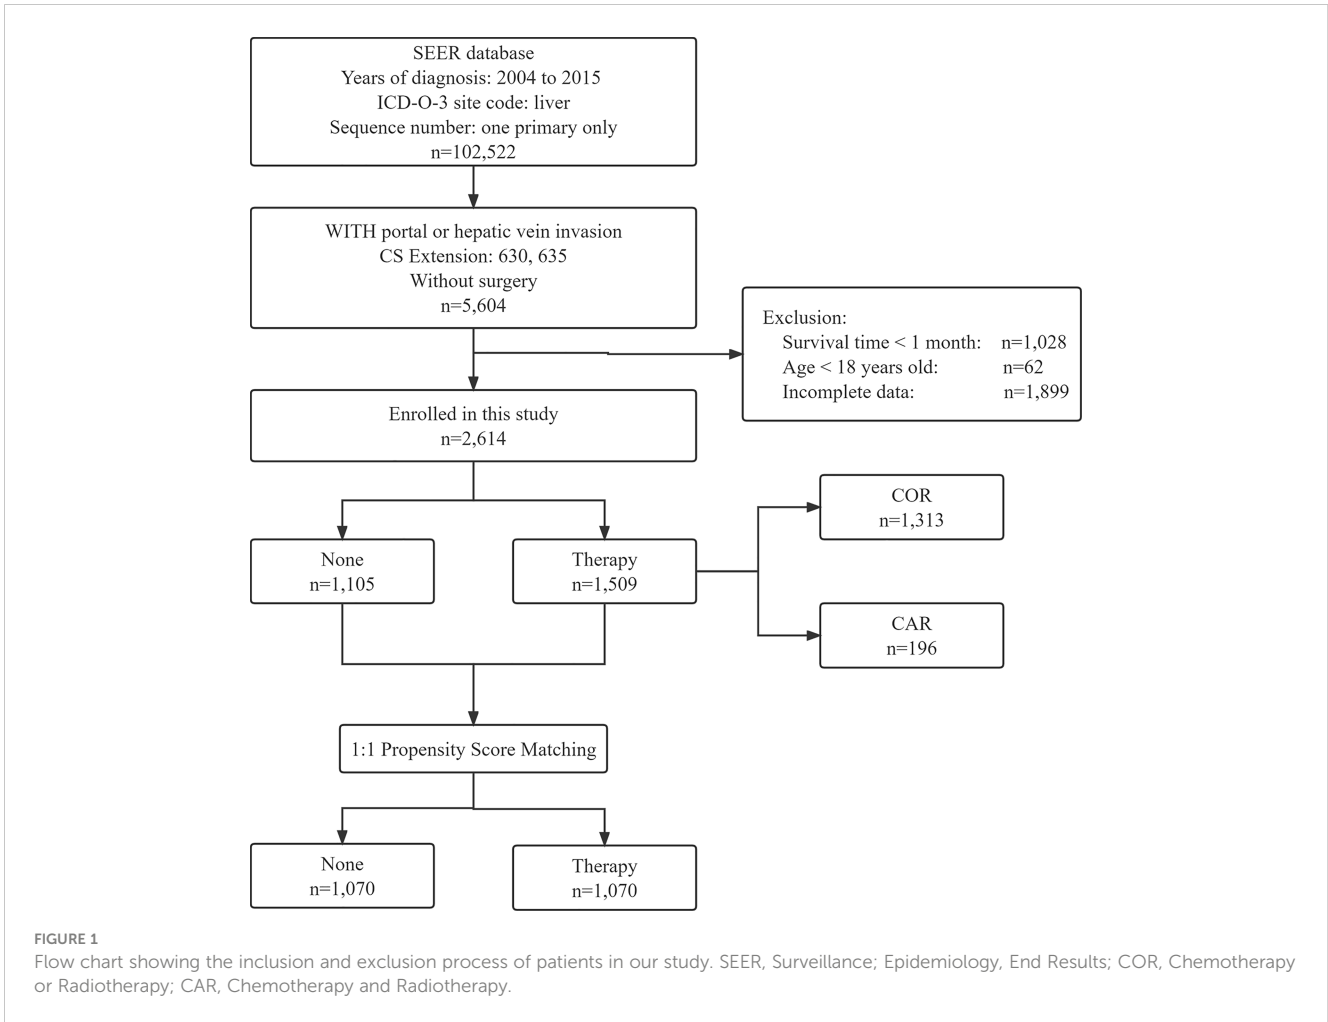 SEER database
Years of diagnosis: 2004 to 2015
ICD-O-3 site code: liver
Sequence number: one primary only
n=102,522
WITH portal or hepatic vein invasion
CS Extension: 630, 635
Without surgery
n=5,604
Exclusion:
Survival time < 1 month: n=1,028
Age < 18 years old: n=62
Incomplete data: n=1,899
Enrolled in this study
n=2,614
COR
n=1,313
None
n=1,105
Therapy
n=1,509
CAR
n=196
1:1 Propensity Score Matching
None
n=1,070
Therapy
n=1,070
FIGURE 1
Flow chart showing the inclusion and exclusion process of patients in our study. SEER, Surveillance; Epidemiology, End Results; COR, Chemotherapy
or Radiotherapy; CAR, Chemotherapy and Radiotherapy.